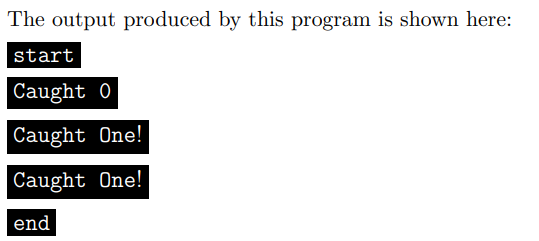 The output produced by this program is shown here:
start
Caught 0
Caught One!
Caught One!
end